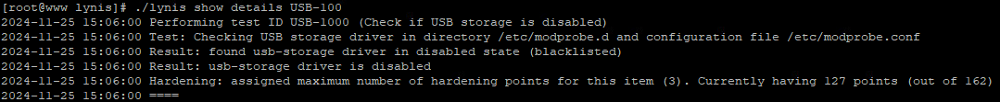 [root@www lynis]# ./lynis show details USB-100
2024-11-25 15:06:00 Performing test ID USB-1000 (Check if USB storage is disabled)
2024-11-25 15:06:00 Test: Checking USB storage driver in directory /etc/modprobe.d and configuration file /etc/modprobe.conf
2024-11-25 15:06:00 Result: found usb-storage driver in disabled state (blacklisted)
2024-11-25 15:06:00 Result: usb-storage driver is disabled
2024-11-25 15:06:00 Hardening: assigned maximum number of hardening points for this item (3). Currently having 127 points (out of 162)
2024-11-25 15:06:00 ====